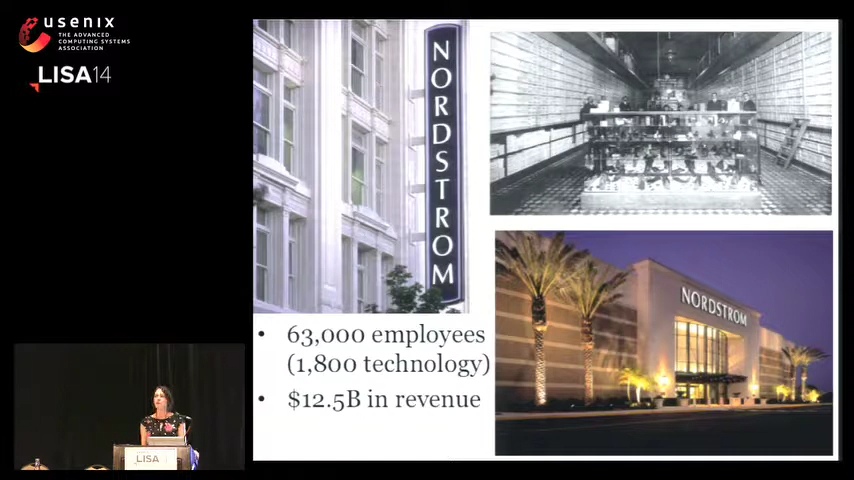 usenix
THE ADVANCED
COMPUTING SYSTEMS
ASSOCIATION
LISA14
NORDSTROM
NORDSTROM
• 63,000 employees
(1,800 technology)
• $12.5B in revenue
LISA